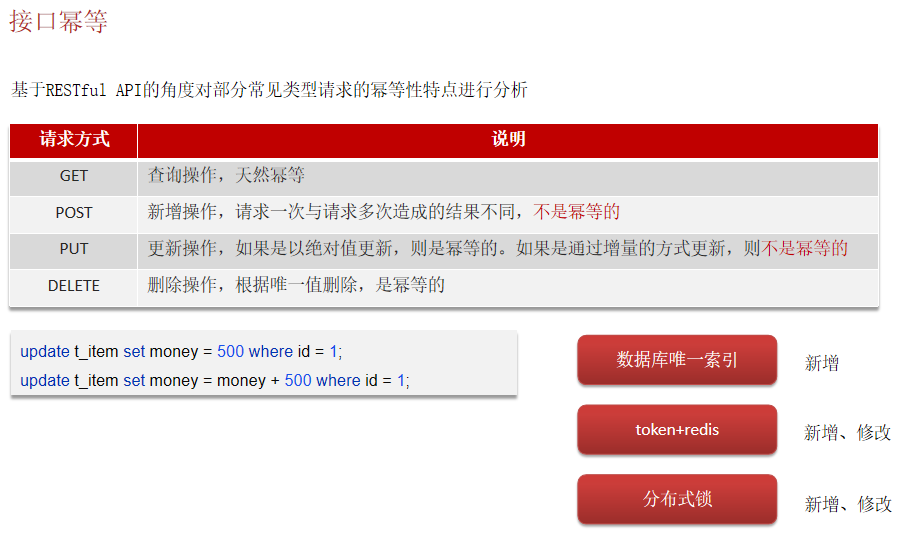 接口幂等
基于RESTful API的角度对部分常见类型请求的幂等性特点进行分析
请求方式 说明
GET 查询操作，天然幂等
POST 新增操作，请求一次与请求多次造成的结果不同，不是幂等的
PUT 更新操作，如果是以绝对值更新，则是幂等的。如果是通过增量的方式更新，则不是幂等的
DELETE 删除操作，根据唯一值删除，是幂等的
update t_item set money = 500 where id = 1;
update t_item set money = money + 500 where id = 1;
数据库唯一索引 新增
token+redis 新增、修改
分布式锁 新增、修改